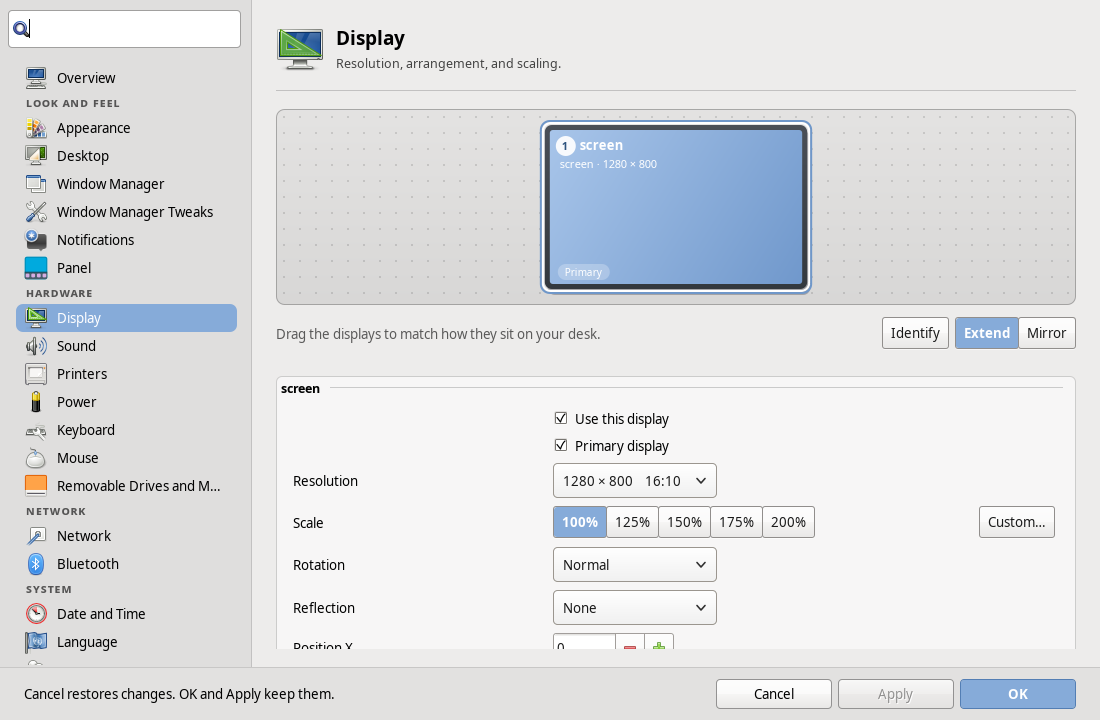 Overview
LOOK AND FEEL
Appearance
Desktop
Window Manager
Window Manager Tweaks
Notifications
Panel
HARDWARE
Display
Sound
Printers
Power
Keyboard
Mouse
Removable Drives and M...
NETWORK
Network
Bluetooth
SYSTEM
Date and Time
Language
Display
Resolution, arrangement, and scaling.
1 screen
screen · 1280 × 800
Primary
Drag the displays to match how they sit on your desk.
Identify Extend Mirror
screen
Use this display
Primary display
Resolution 1280 × 800 16:10
Scale 100% 125% 150% 175% 200% Custom...
Rotation Normal
Reflection None
Position X 0
Cancel restores changes. OK and Apply keep them.
Cancel Apply OK